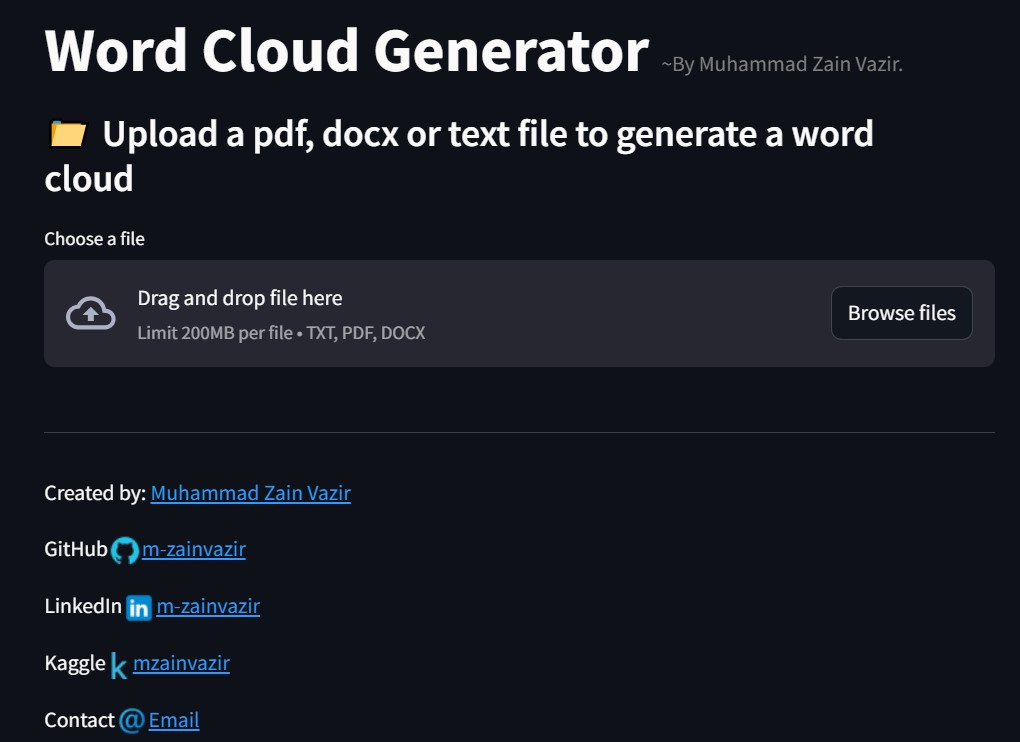 Word Cloud Generator ~By Muhammad Zain Vazir.
Upload a pdf, docx or text file to generate a word
cloud
Choose a file
Drag and drop file here
Limit 200MB per file • TXT, PDF, DOCX
Browse files
Created by: Muhammad Zain Vazir
GitHub m-zainvazir
LinkedIn in m-zainvazir
Kaggle k mzainvazir
Contact @ Email